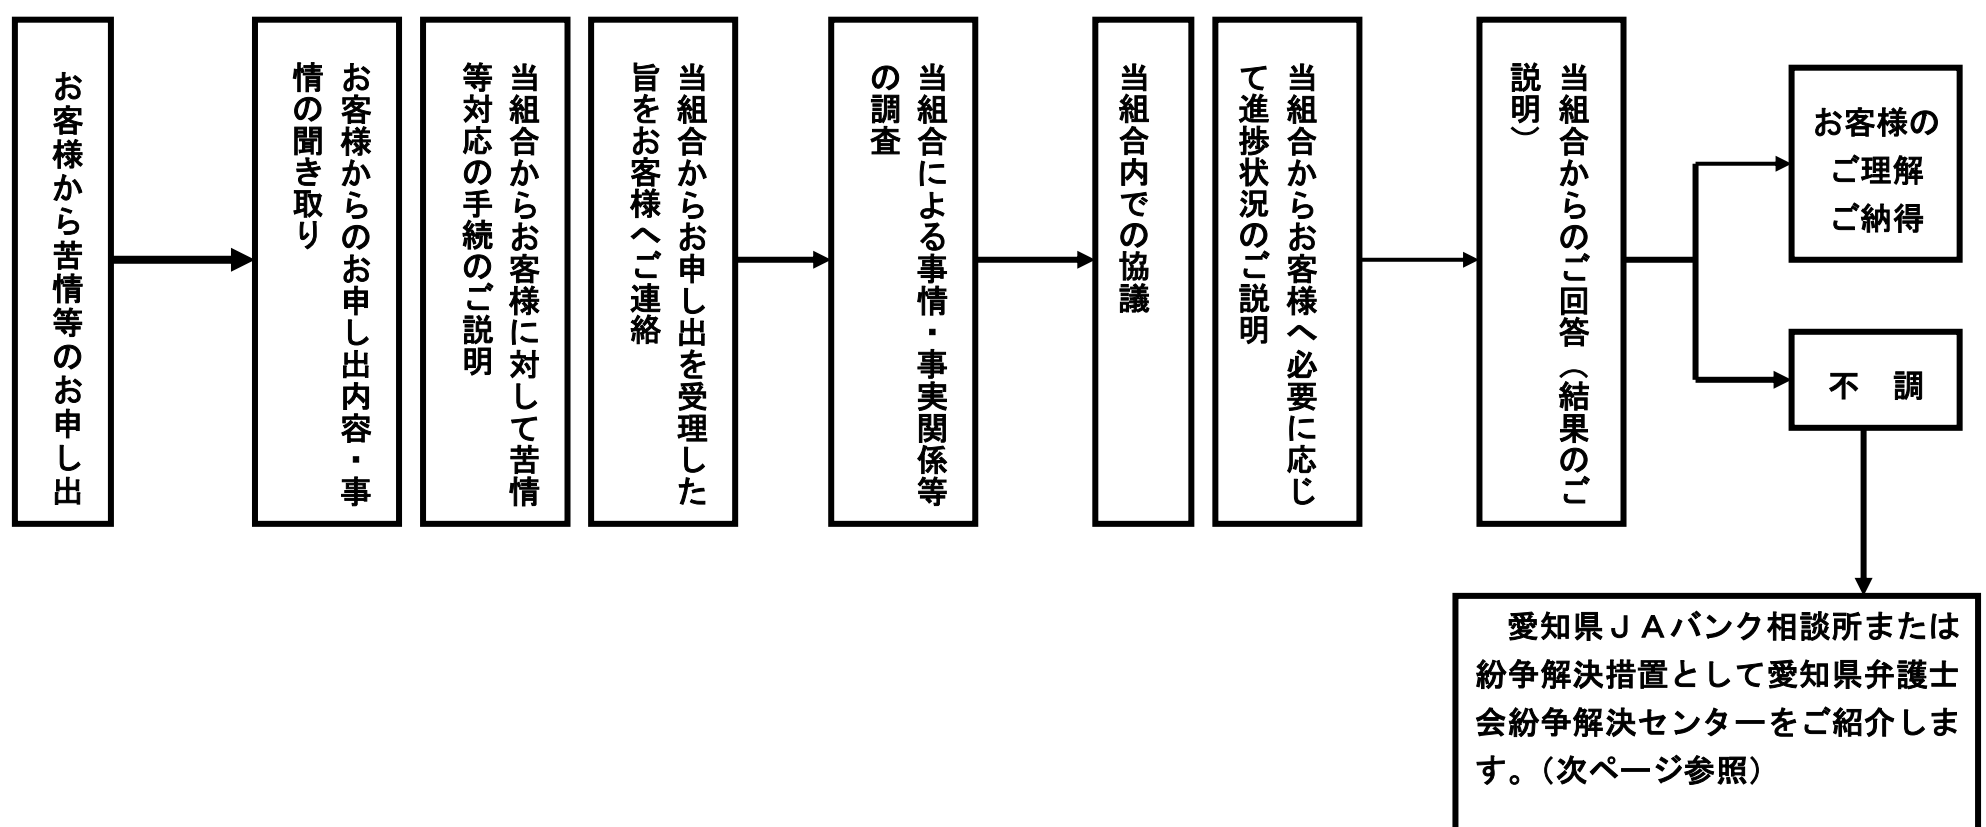 お客様から苦情等のお申し出
お客様からのお申し出内容・事
情の聞き取り
当組合からお客様に対して苦情
等対応の手続のご説明
当組合からお申し出を受理した
旨をお客様へご連絡
当組合による事情・事実関係等
の調査
当組合内での協議
当組合からお客様へ必要に応じ
て進捗状況のご説明
当組合からのご回答（結果のご
説明）
お客様の
ご理解
ご納得
不　調
愛知県ＪＡバンク相談所または
紛争解決措置として愛知県弁護士
会紛争解決センターをご紹介しま
す。（次ページ参照）